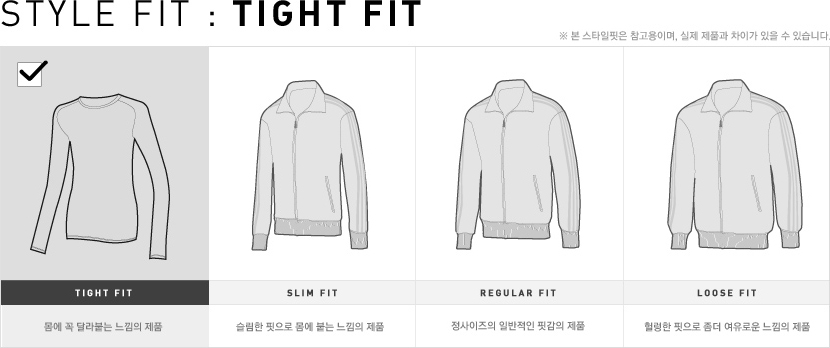 STYLE FIT : TIGHT FIT
※ 본 스타일핏은 참고용이며, 실제 제품과 차이가 있을 수 있습니다.
TIGHT FIT
SLIM FIT
REGULAR FIT
LOOSE FIT
몸에 꼭 달라붙는 느낌의 제품
슬림한 핏으로 몸에 붙는 느낌의 제품
정사이즈의 일반적인 핏감의 제품
헐렁한 핏으로 좀더 여유로운 느낌의 제품